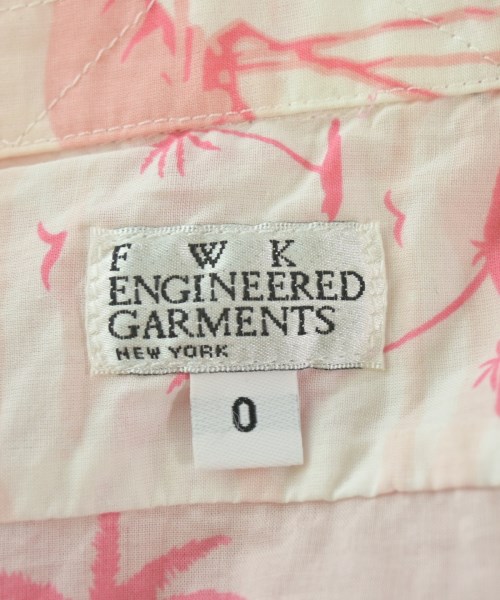 F W K
ENGINEERED
GARMENTS
NEW YORK
0